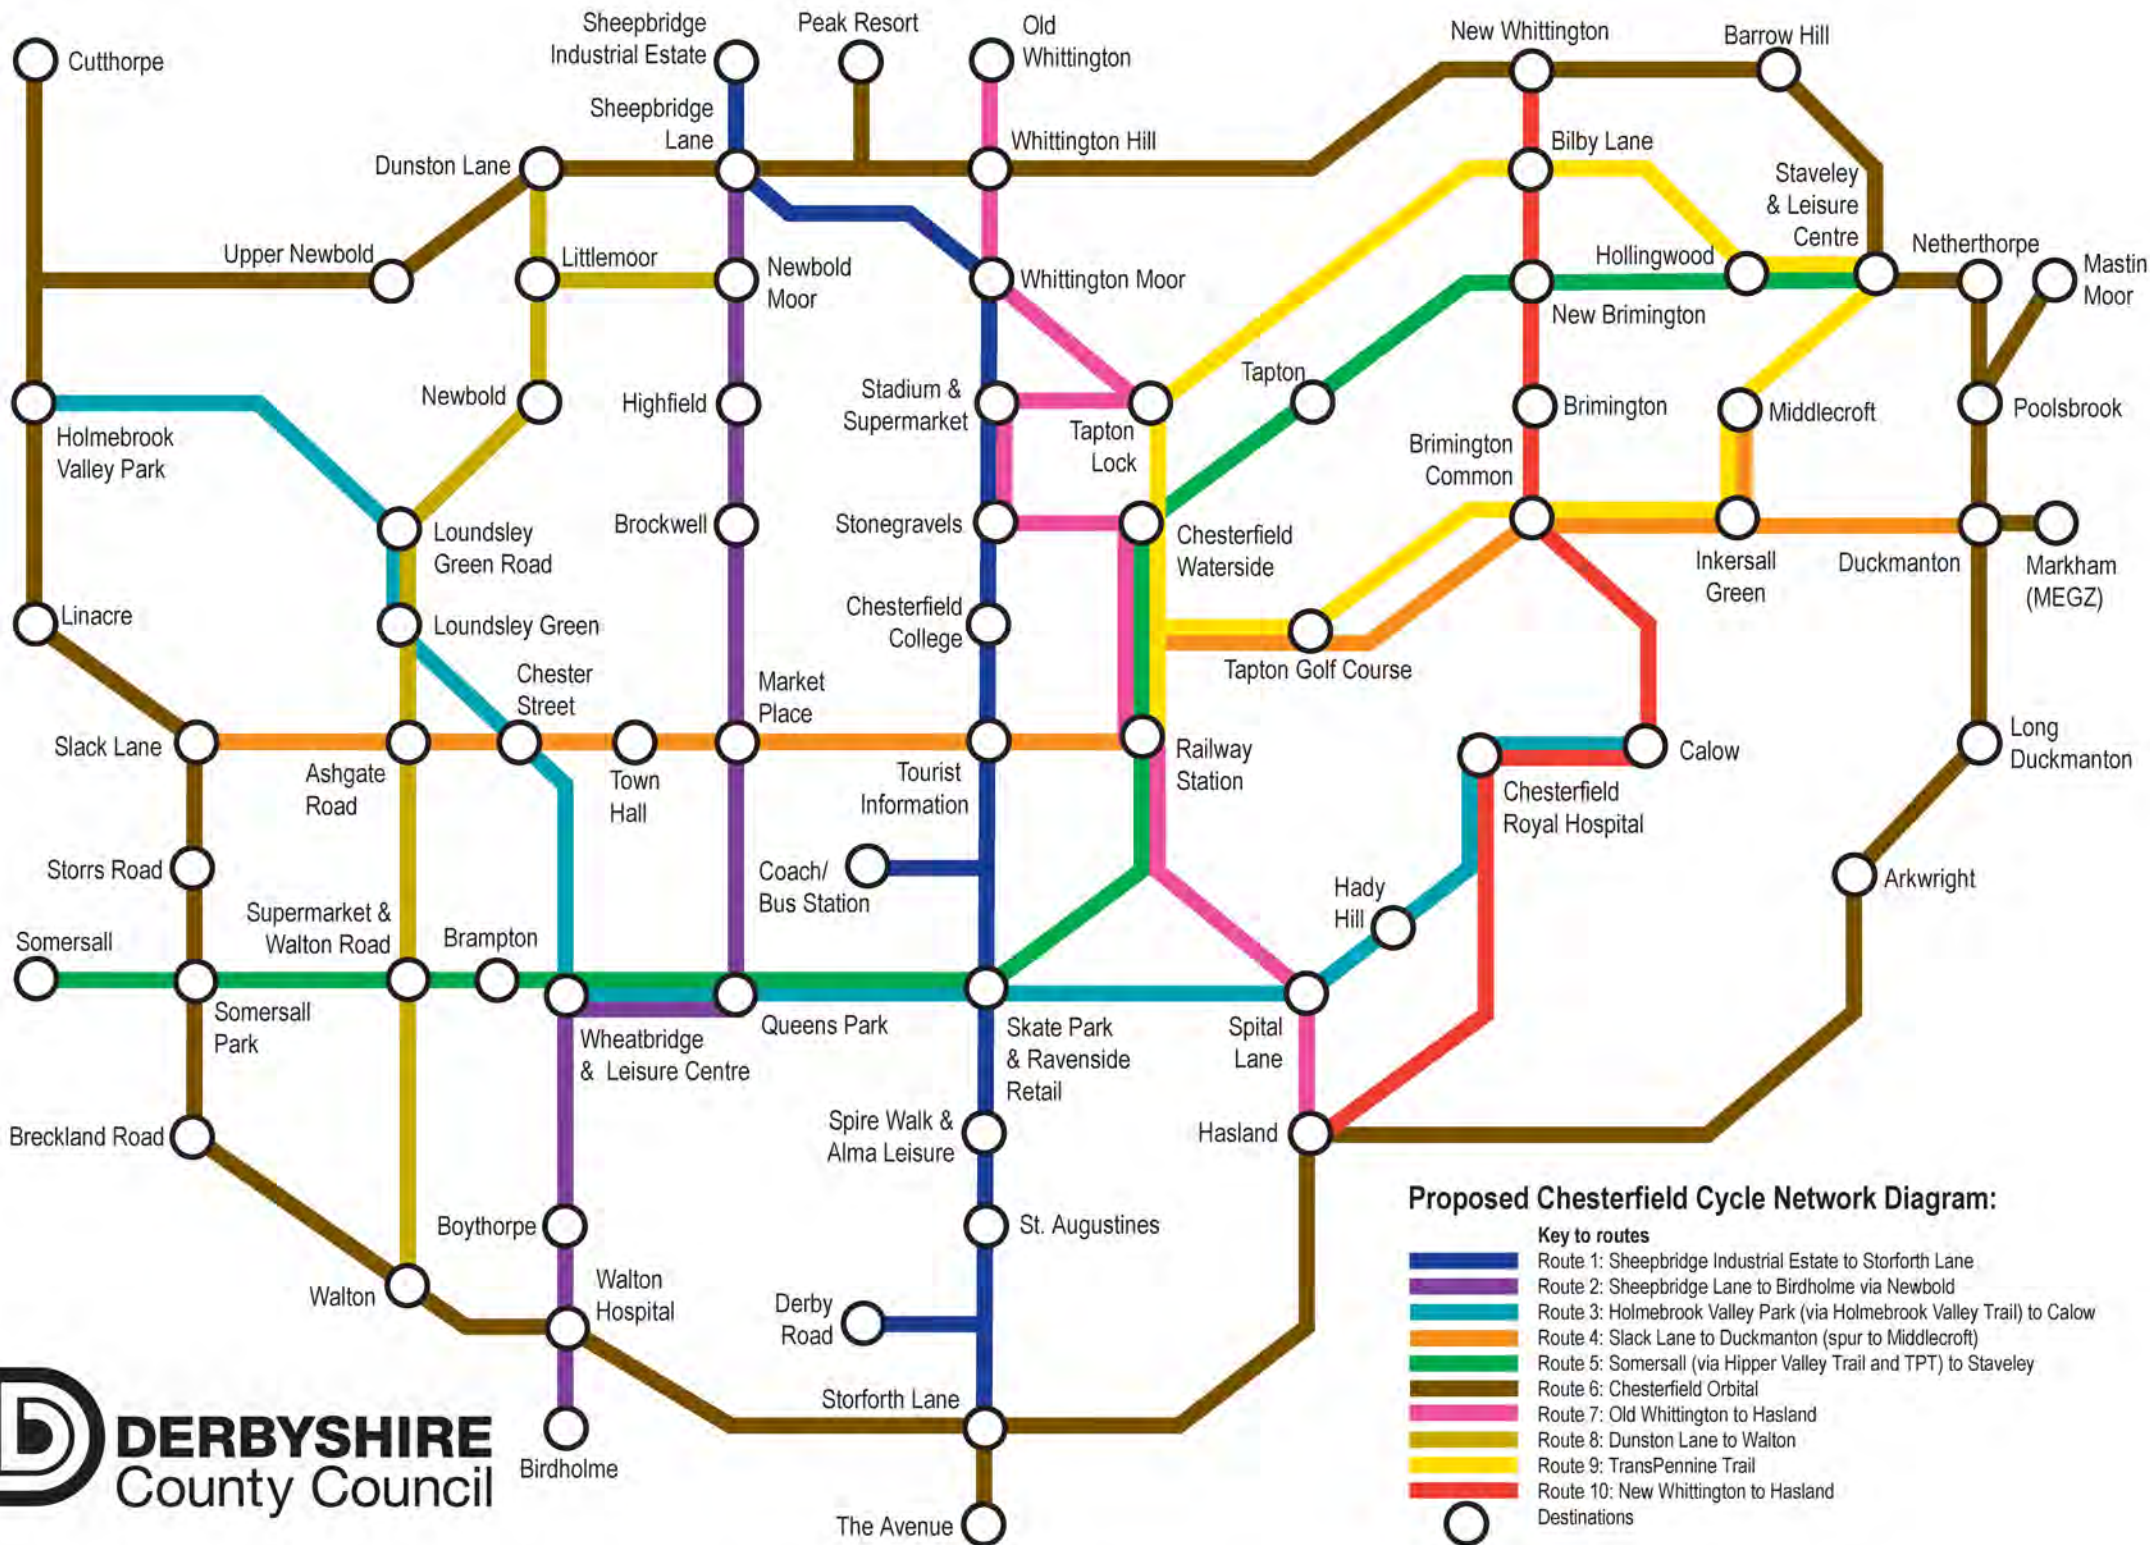 Sheepbridge
Industrial Estate
Peak Resort
Old
Whittington
New Whittington
Barrow Hill
Cutthorpe
Sheepbridge
Lane
Dunston Lane
Whittington Hill
Bilby Lane
Staveley
& Leisure
Centre
Upper Newbold
Littlemoor
Newbold
Moor
Whittington Moor
Hollingwood
Netherthorpe
Mastin
Moor
New Brimington
Holmebrook
Valley Park
Newbold
Highfield
Stadium &
Supermarket
Tapton
Lock
Tapton
Brimington
Middlecroft
Poolsbrook
Brimington
Common
Loundsley
Green Road
Brockwell
Stonegravels
Chesterfield
Waterside
Inkersall
Green
Duckmanton
Markham
(MEGZ)
Linacre
Loundsley Green
Chesterfield
College
Tapton Golf Course
Chester
Street
Market
Place
Slack Lane
Ashgate
Road
Town
Hall
Tourist
Information
Railway
Station
Chesterfield
Royal Hospital
Calow
Long
Duckmanton
Storrs Road
Coach/
Bus Station
Hady
Hill
Arkwright
Somersall
Supermarket &
Walton Road
Brampton
Somersall
Park
Wheatbridge
& Leisure Centre
Queens Park
Skate Park
& Ravenside
Retail
Spital
Lane
Breckland Road
Spire Walk &
Alma Leisure
Hasland
Boythorpe
St. Augustines
Walton
Walton
Hospital
Derby
Road
Storforth Lane
Birdholme
The Avenue
Proposed Chesterfield Cycle Network Diagram:
Key to routes
Route 1: Sheepbridge Industrial Estate to Storforth Lane
Route 2: Sheepbridge Lane to Birdholme via Newbold
Route 3: Holmebrook Valley Park (via Holmebrook Valley Trail) to Calow
Route 4: Slack Lane to Duckmanton (spur to Middlecroft)
Route 5: Somersall (via Hipper Valley Trail and TPT) to Staveley
Route 6: Chesterfield Orbital
Route 7: Old Whittington to Hasland
Route 8: Dunston Lane to Walton
Route 9: TransPennine Trail
Route 10: New Whittington to Hasland
Destinations
DERBYSHIRE
County Council